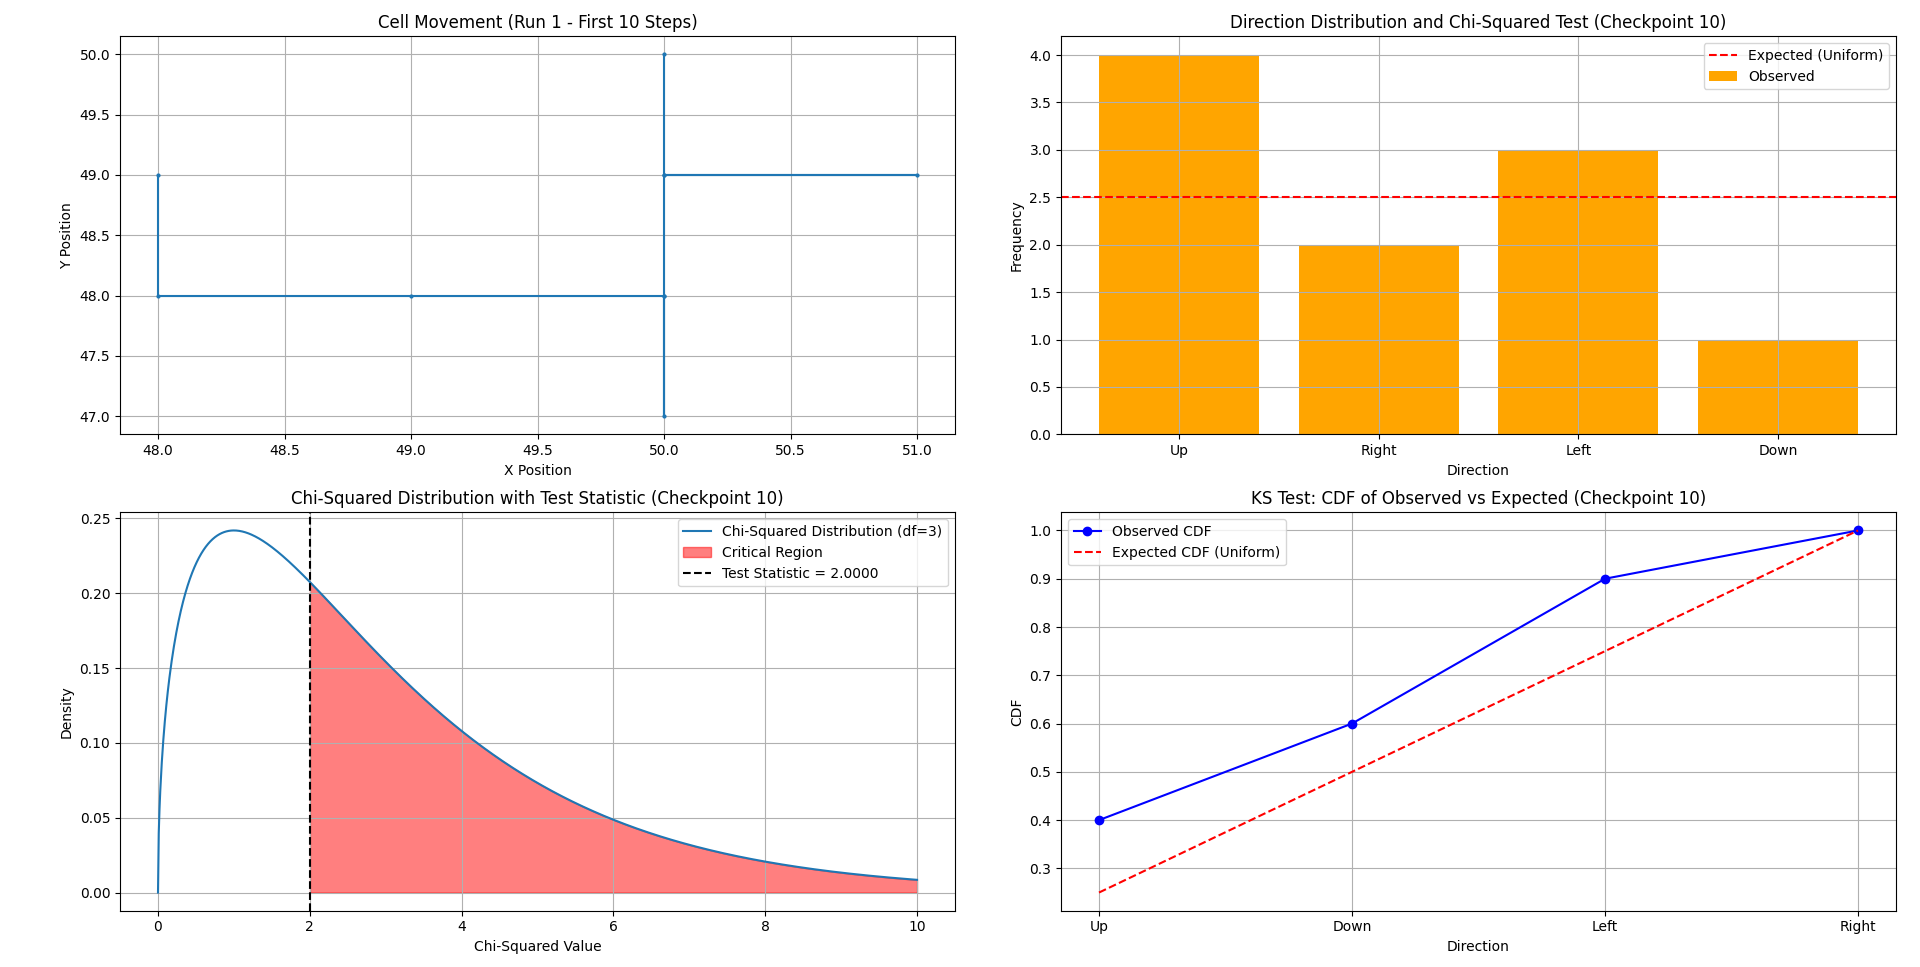 Cell Movement (Run 1 - First 10 Steps)
50.0
49.5
49.0
48.5
48.0
47.5
47.0
Y Position
48.0 48.5 49.0 49.5 50.0 50.5 51.0
X Position
Direction Distribution and Chi-Squared Test (Checkpoint 10)
Expected (Uniform)
Observed
4.0
3.5
3.0
2.5
2.0
1.5
1.0
0.5
0.0
Frequency
Up Right Left Down
Direction
Chi-Squared Distribution with Test Statistic (Checkpoint 10)
Chi-Squared Distribution (df=3)
Critical Region
Test Statistic = 2.0000
0.25
0.20
0.15
0.10
0.05
0.00
Density
0 2 4 6 8 10
Chi-Squared Value
KS Test: CDF of Observed vs Expected (Checkpoint 10)
Observed CDF
Expected CDF (Uniform)
1.0
0.9
0.8
0.7
0.6
0.5
0.4
0.3
CDF
Up Down Left Right
Direction